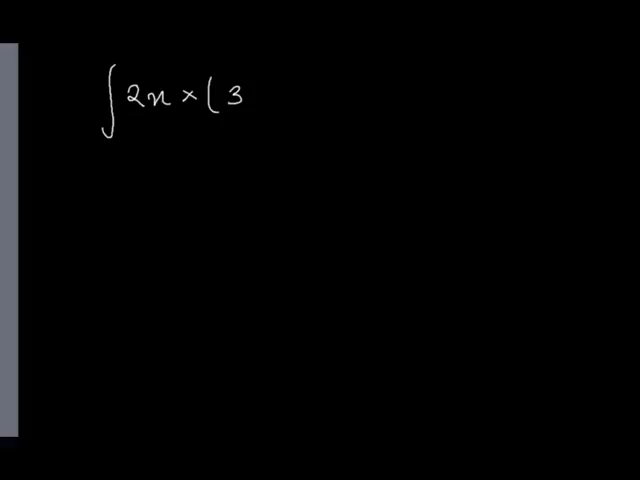 ∫ 2x × ( 3